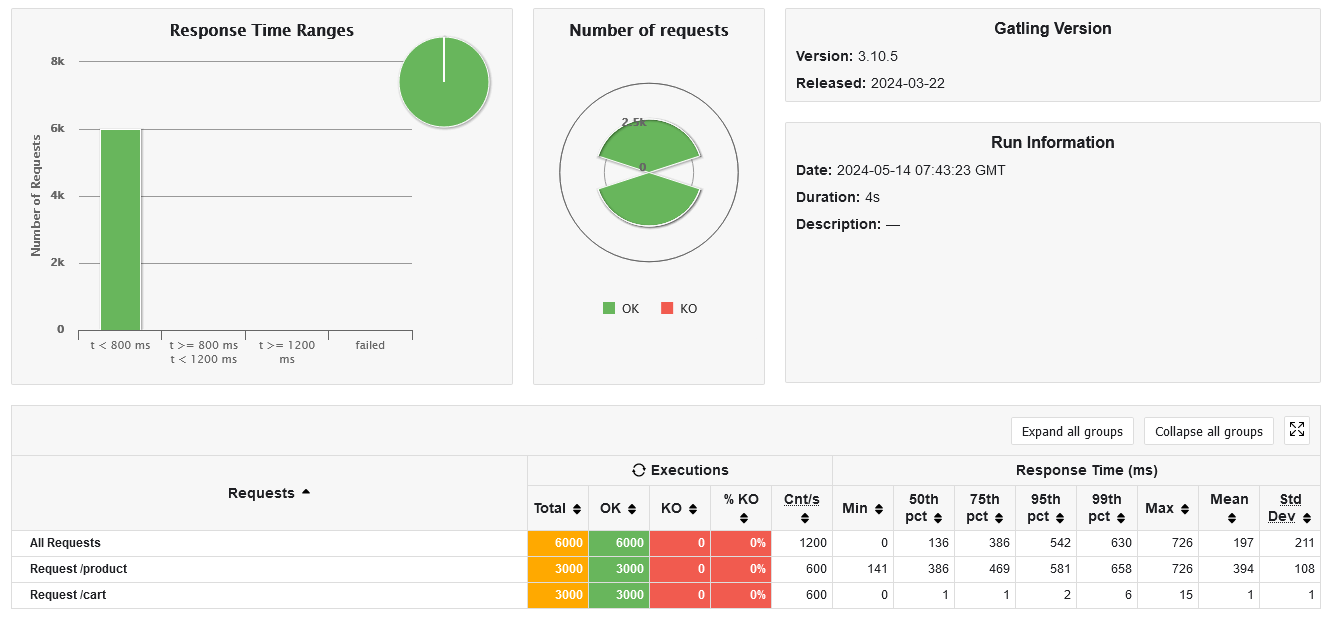 Response Time Ranges
8k
6k
4k
2k
0
Number of Requests
t < 800 ms
t >= 800 ms
t < 1200 ms
t >= 1200
ms
failed
Number of requests
2.5k
0
OK
KO
Gatling Version
Version: 3.10.5
Released: 2024-03-22
Run Information
Date: 2024-05-14 07:43:23 GMT
Duration: 4s
Description: —
Expand all groups
Collapse all groups
Requests
Executions
Response Time (ms)
Total
OK
KO
% KO
Cnt/s
Min
50th
pct
75th
pct
95th
pct
99th
pct
Max
Mean
Std
Dev
All Requests 6000 6000 0 0% 1200 0 136 386 542 630 726 197 211
Request /product 3000 3000 0 0% 600 141 386 469 581 658 726 394 108
Request /cart 3000 3000 0 0% 600 0 1 1 2 6 15 1 1